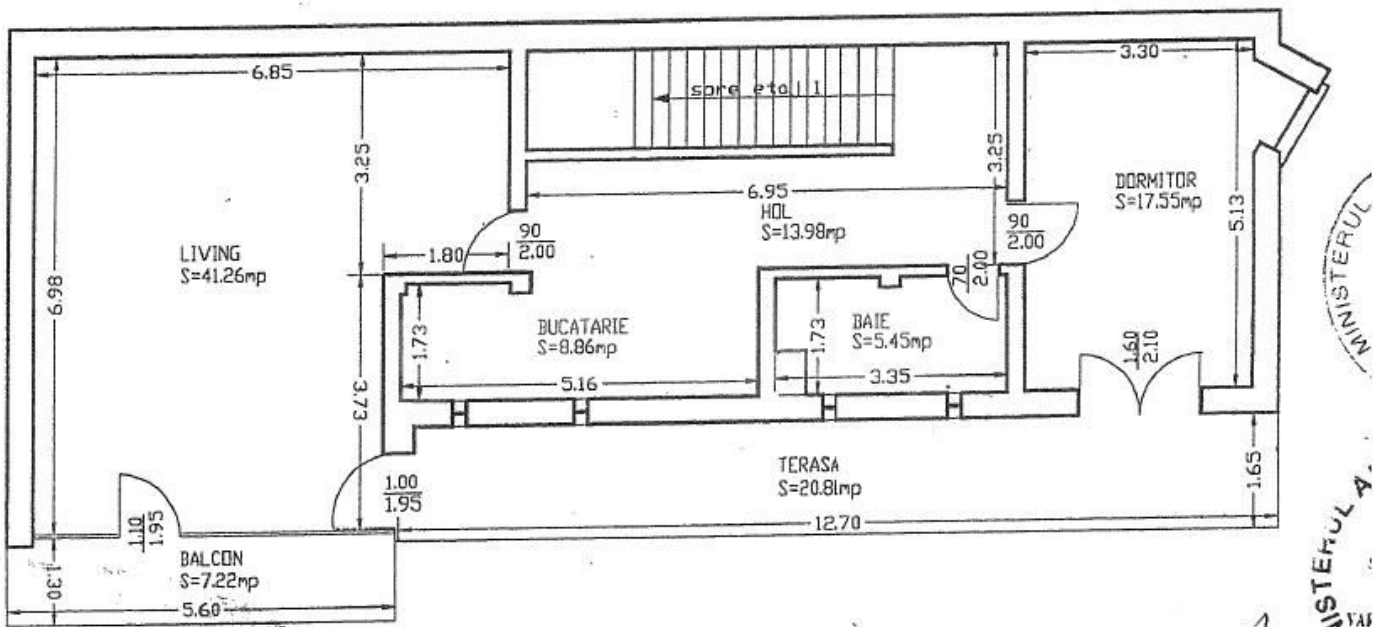 6.85
3.30
spre etaj 1
3.25
3.25
6.95
DORMITOR
S=17.55mp
HOL
S=13.98mp
90
2.00
90
2.00
5.13
LIVING
S=41.26mp
1.80
6.98
70
2.00
BUCATARIE
S=8.86mp
BAIE
S=5.45mp
1.73
1.73
1.60
2.10
5.16
3.35
3.73
TERASA
S=20.81mp
1.65
1.00
1.95
12.70
1.10
1.95
BALCON
S=7.22mp
1.30
5.60
MINISTERUL
MINISTERUL A